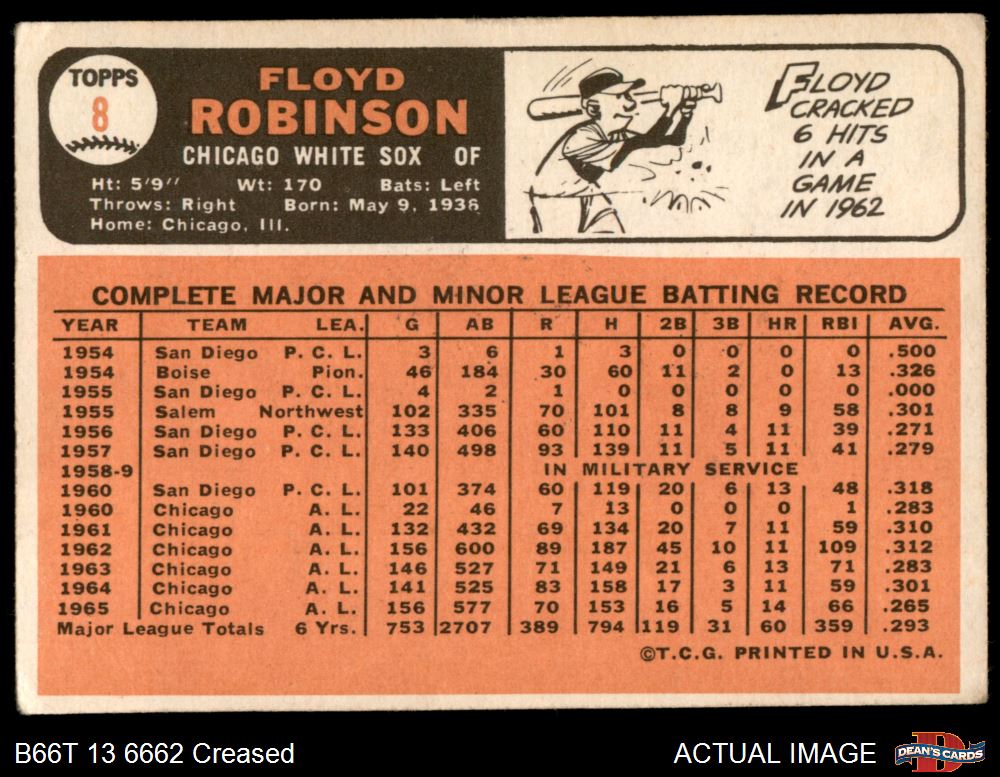 TOPPS
8
FLOYD
ROBINSON
CHICAGO WHITE SOX OF
Ht: 5'9" Wt: 170 Bats: Left
Throws: Right Born: May 9, 1936
Home: Chicago, Ill.
FLOYD
CRACKED
6 HITS
IN A
GAME
IN 1962
COMPLETE MAJOR AND MINOR LEAGUE BATTING RECORD
YEAR TEAM LEA. G AB R H 2B 3B HR RBI AVG.
1954 San Diego P. C. L. 3 6 1 3 0 0 0 0 .500
1954 Boise Pion. 46 184 30 60 11 2 0 13 .326
1955 San Diego P. C. L. 4 2 1 0 0 0 0 0 .000
1955 Salem Northwest 102 335 70 101 8 8 9 58 .301
1956 San Diego P. C. L. 133 406 60 110 11 4 11 39 .271
1957 San Diego P. C. L. 140 498 93 139 11 5 11 41 .279
1958-9 IN MILITARY SERVICE
1960 San Diego P. C. L. 101 374 60 119 20 6 13 48 .318
1960 Chicago A. L. 22 46 7 13 0 0 0 1 .283
1961 Chicago A. L. 132 432 69 134 20 7 11 59 .310
1962 Chicago A. L. 156 600 89 187 45 10 11 109 .312
1963 Chicago A. L. 146 527 71 149 21 6 13 71 .283
1964 Chicago A. L. 141 525 83 158 17 3 11 59 .301
1965 Chicago A. L. 156 577 70 153 16 5 14 66 .265
Major League Totals 6 Yrs. 753 2707 389 794 119 31 60 359 .293
©T.C.G. PRINTED IN U.S.A.
B66T 13 6662 Creased ACTUAL IMAGE
DEAN'S CARDS